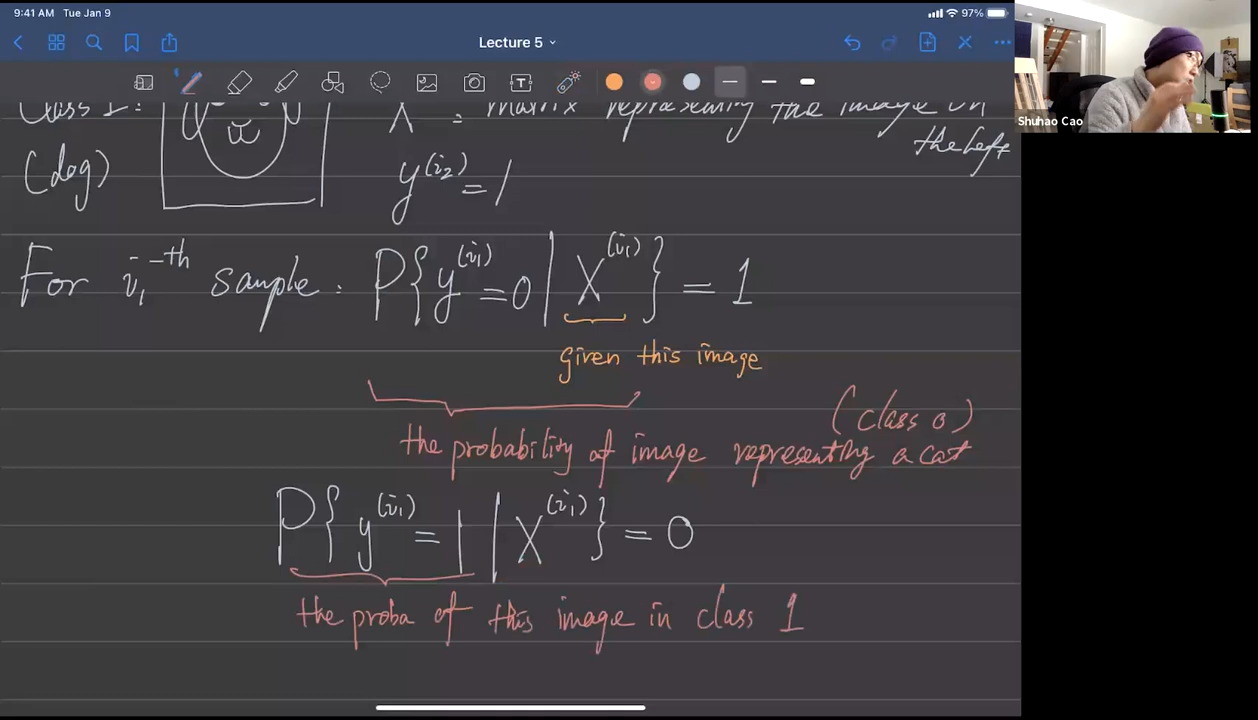 9:41 AM Tue Jan 9
97%
Lecture 5
Class 1:
X = matrix representing the image on
the left
(dog)
y^(i₂) = 1
For i₁-th sample: P{y^(i₁) = 0 | X^(i₁)} = 1
given this image
(class 0)
the probability of image representing a cat
P{y^(i₁) = 1 | X^(i₁)} = 0
the proba of this image in class 1
Shuhao Cao